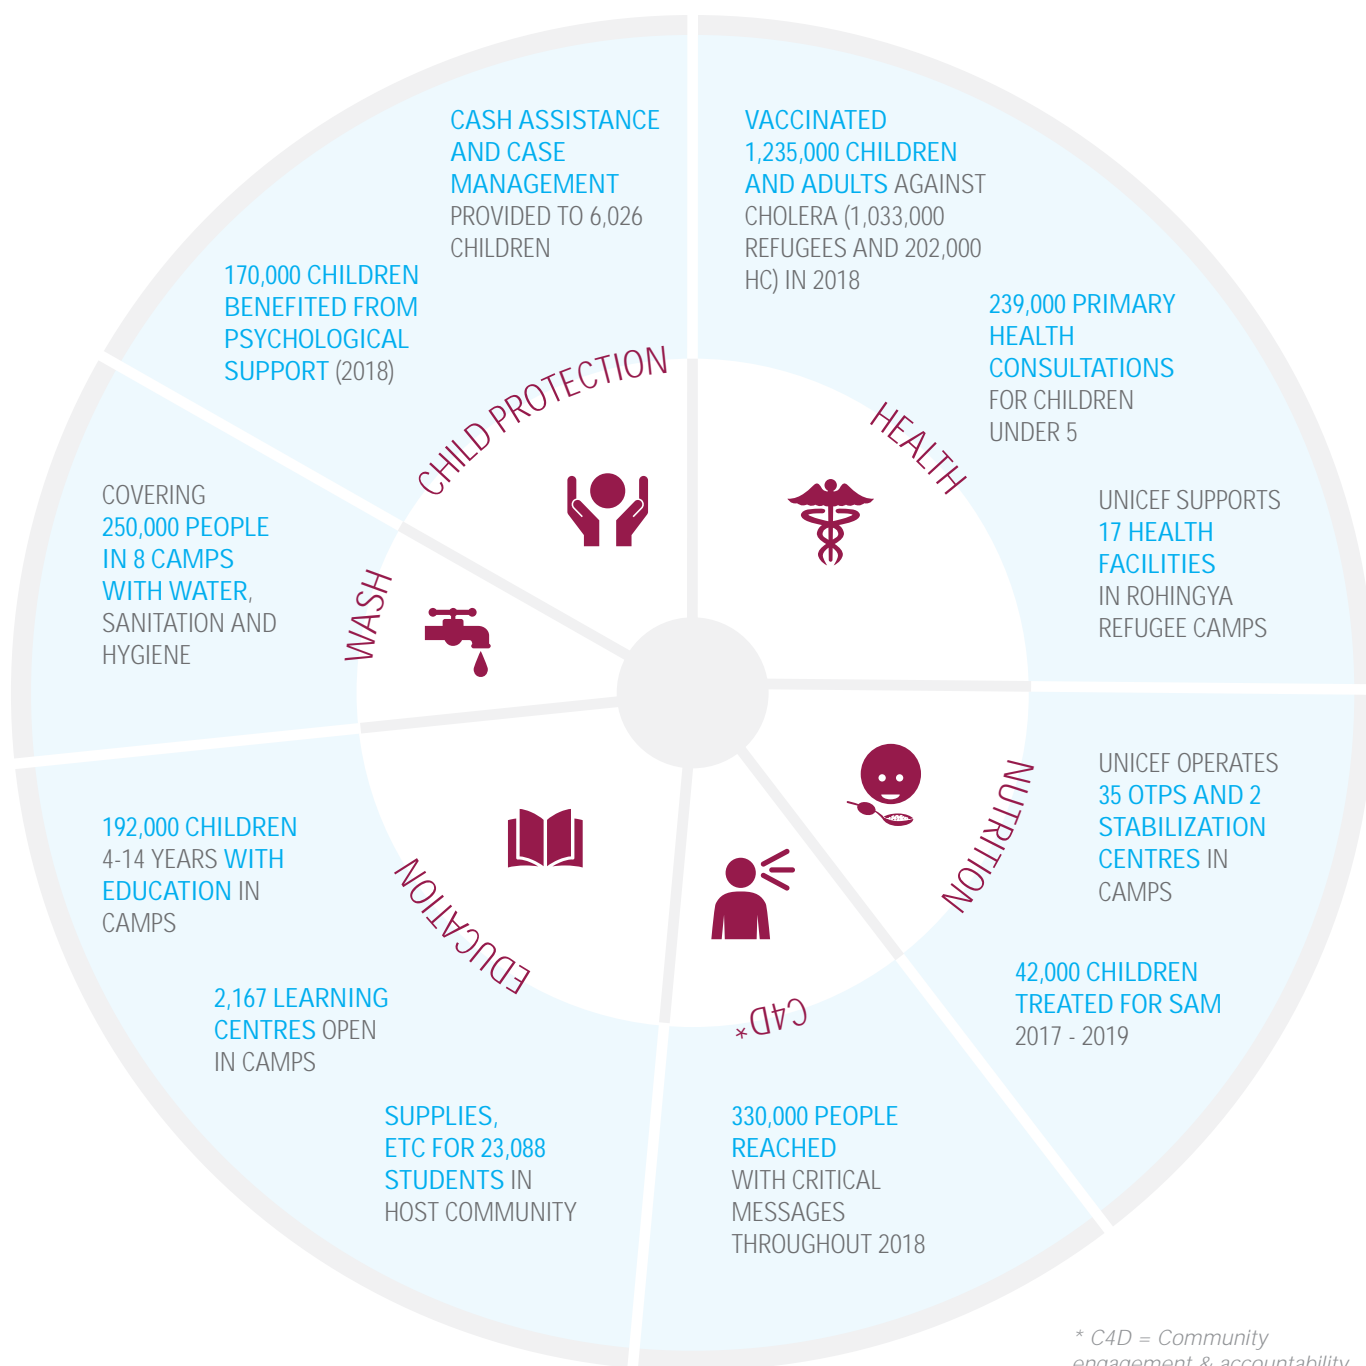 CASH ASSISTANCE
AND CASE
MANAGEMENT
PROVIDED TO 6,026
CHILDREN
170,000 CHILDREN
BENEFITED FROM
PSYCHOLOGICAL
SUPPORT (2018)
CHILD PROTECTION
VACCINATED
1,235,000 CHILDREN
AND ADULTS AGAINST
CHOLERA (1,033,000
REFUGEES AND 202,000
HC) IN 2018
239,000 PRIMARY
HEALTH
CONSULTATIONS
FOR CHILDREN
UNDER 5
UNICEF SUPPORTS
17 HEALTH
FACILITIES
IN ROHINGYA
REFUGEE CAMPS
HEALTH
COVERING
250,000 PEOPLE
IN 8 CAMPS
WITH WATER,
SANITATION AND
HYGIENE
WASH
UNICEF OPERATES
35 OTPS AND 2
STABILIZATION
CENTRES IN
CAMPS
42,000 CHILDREN
TREATED FOR SAM
2017 - 2019
NUTRITION
192,000 CHILDREN
4-14 YEARS WITH
EDUCATION IN
CAMPS
2,167 LEARNING
CENTRES OPEN
IN CAMPS
SUPPLIES,
ETC FOR 23,088
STUDENTS IN
HOST COMMUNITY
EDUCATION
C4D*
330,000 PEOPLE
REACHED
WITH CRITICAL
MESSAGES
THROUGHOUT 2018
* C4D = Community
engagement & accountability